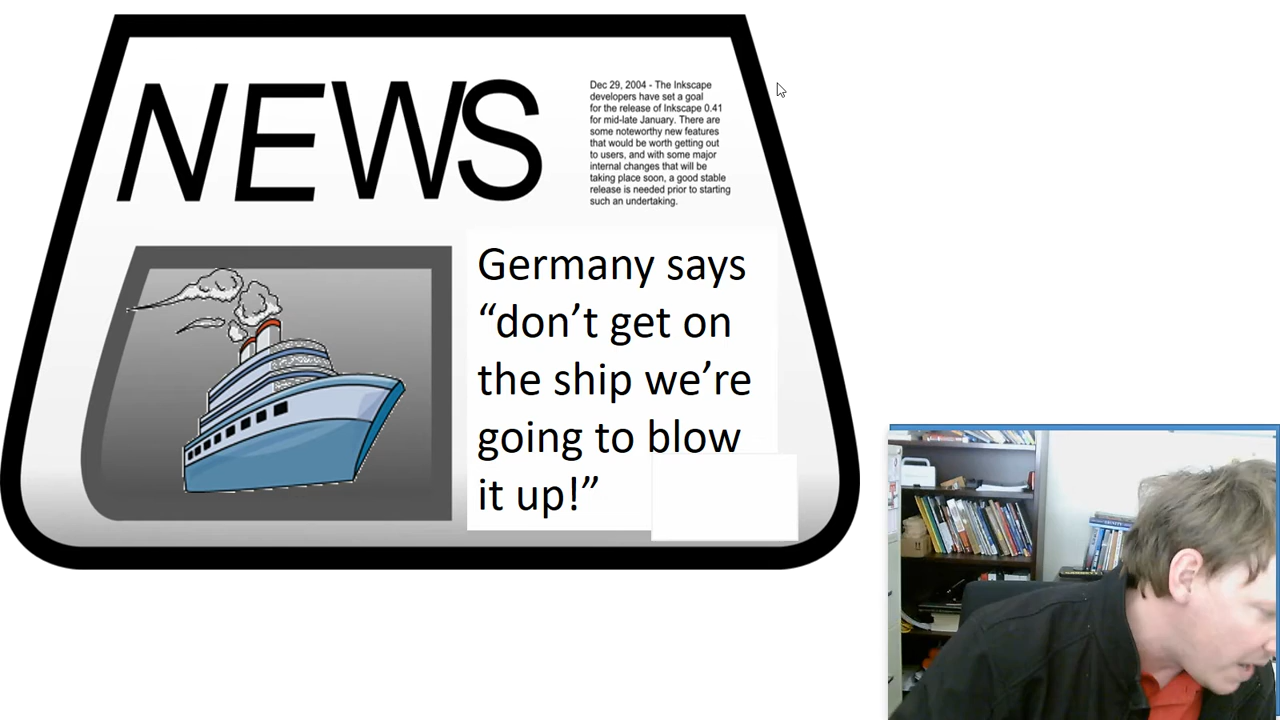 NEWS
Dec 29, 2004 - The Inkscape
developers have set a goal
for the release of Inkscape 0.41
for mid-late January. There are
some noteworthy new features
that would be worth getting out
to users, and with some major
internal changes that will be
taking place soon, a good stable
release is needed prior to starting
such an undertaking.
Germany says
“don’t get on
the ship we’re
going to blow
it up!”